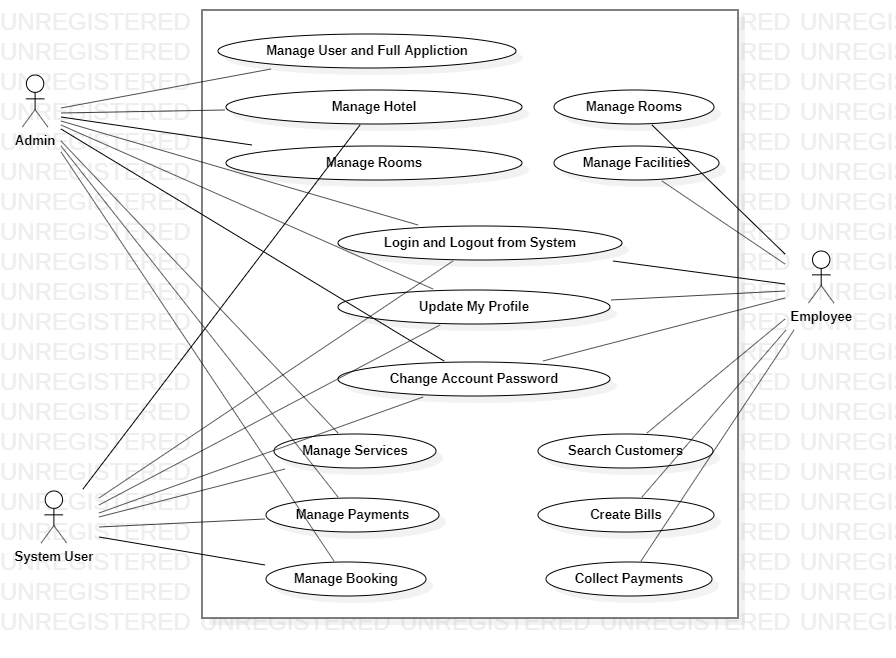 Manage User and Full Appliction
Manage Hotel
Manage Rooms
Admin
Manage Rooms
Manage Facilities
Login and Logout from System
Update My Profile
Employee
Change Account Password
Manage Services
Search Customers
Manage Payments
Create Bills
System User
Manage Booking
Collect Payments
UNREGISTERED